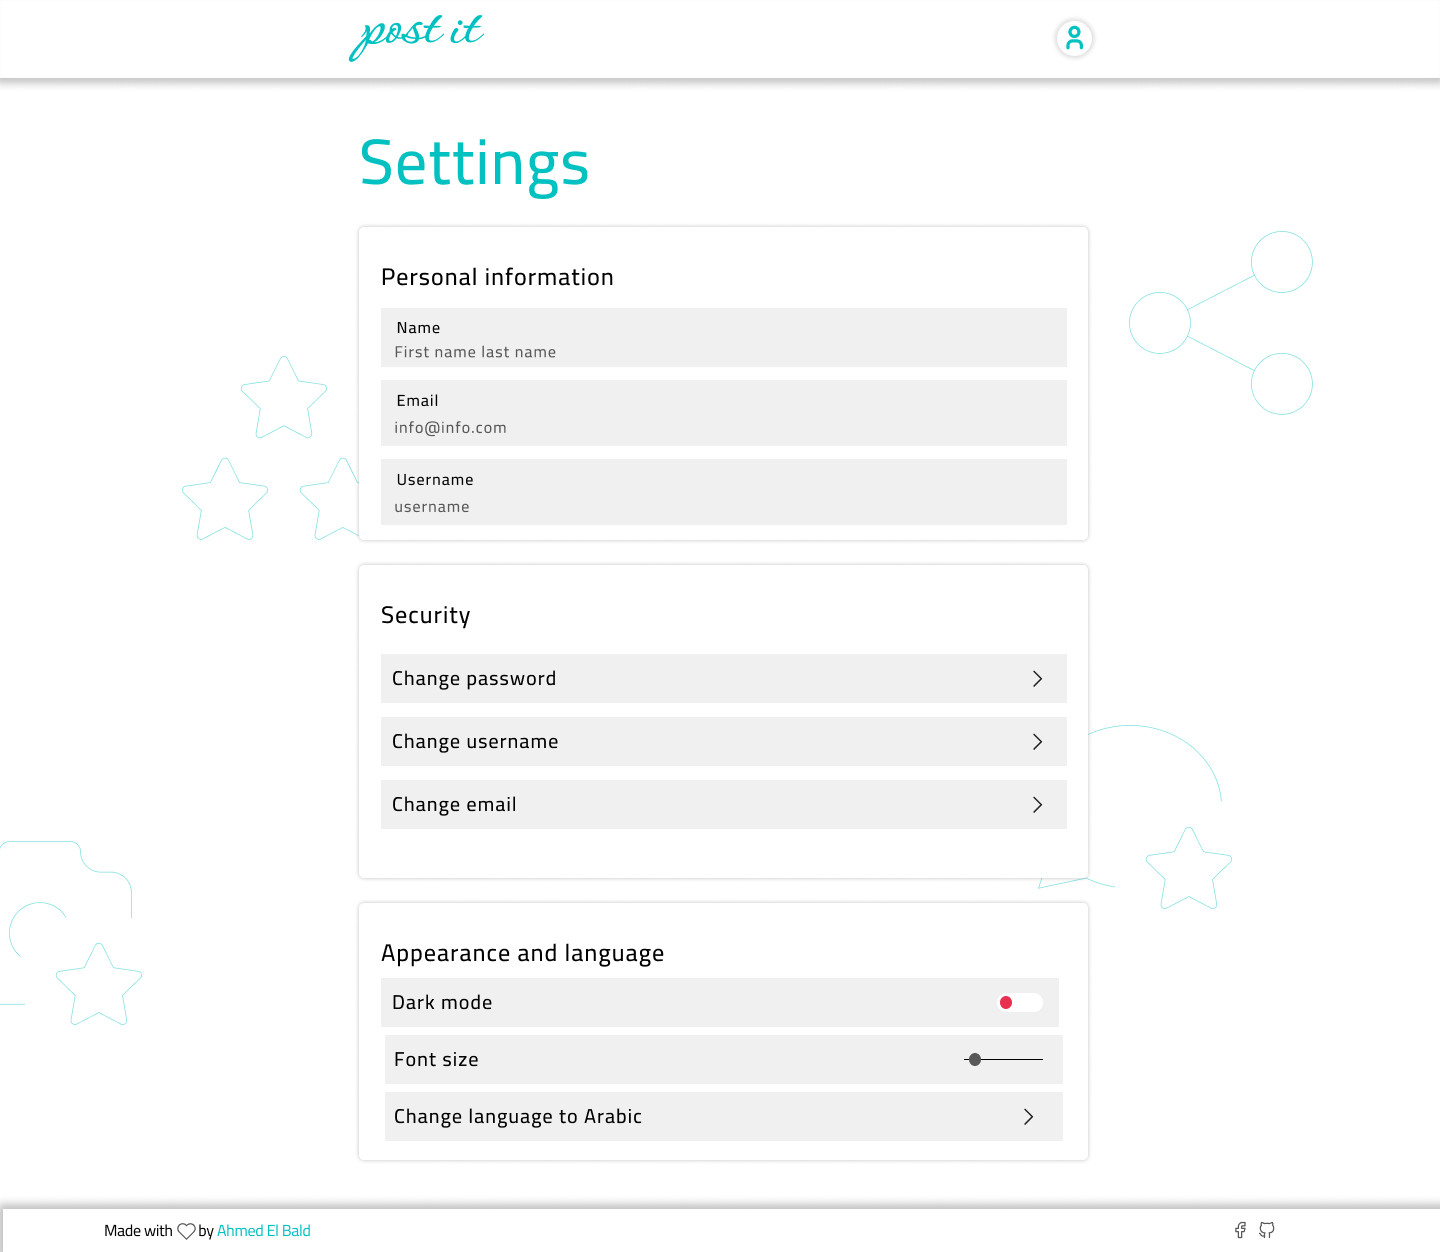 post it
Settings
Personal information
Name
First name last name
Email
info@info.com
Username
username
Security
Change password
Change username
Change email
Appearance and language
Dark mode
Font size
Change language to Arabic
Made with by Ahmed El Bald